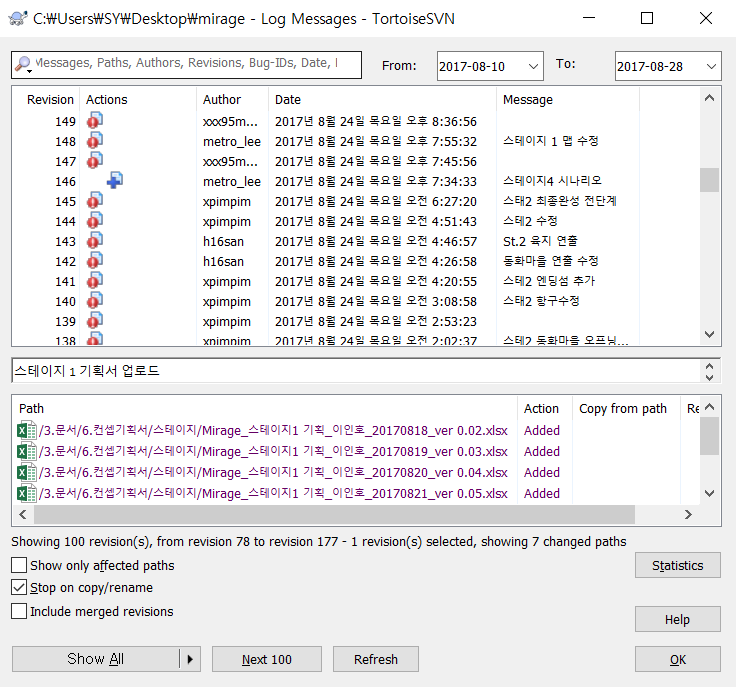 C:₩Users₩SY₩Desktop₩mirage - Log Messages - TortoiseSVN
Messages, Paths, Authors, Revisions, Bug-IDs, Date,
From: 2017-08-10 To: 2017-08-28
Revision Actions Author Date Message
149 xxx95m... 2017년 8월 24일 목요일 오후 8:36:56
148 metro_lee 2017년 8월 24일 목요일 오후 7:55:32 스테이지 1 맵 수정
147 xxx95m... 2017년 8월 24일 목요일 오후 7:45:56
146 metro_lee 2017년 8월 24일 목요일 오후 7:34:33 스테이지4 시나리오
145 xpimpim 2017년 8월 24일 목요일 오전 6:27:20 스태2 최종완성 전단계
144 xpimpim 2017년 8월 24일 목요일 오전 4:51:43 스테2 수정
143 h16san 2017년 8월 24일 목요일 오전 4:46:57 St.2 육지 연출
142 h16san 2017년 8월 24일 목요일 오전 4:26:58 동화마을 연출 수정
141 xpimpim 2017년 8월 24일 목요일 오전 4:20:55 스테2 엔딩섬 추가
140 xpimpim 2017년 8월 24일 목요일 오전 3:08:58 스태2 항구수정
139 xpimpim 2017년 8월 24일 목요일 오전 2:53:23
138 xpimpim 2017년 8월 24일 목요일 오전 2:02:37 스테2 동화마을 오프닝...
스테이지 1 기획서 업로드
Path Action Copy from path Re
/3.문서/6.컨셉기획서/스테이지/Mirage_스테이지1 기획_이인호_20170818_ver 0.02.xlsx Added
/3.문서/6.컨셉기획서/스테이지/Mirage_스테이지1 기획_이인호_20170819_ver 0.03.xlsx Added
/3.문서/6.컨셉기획서/스테이지/Mirage_스테이지1 기획_이인호_20170820_ver 0.04.xlsx Added
/3.문서/6.컨셉기획서/스테이지/Mirage_스테이지1 기획_이인호_20170821_ver 0.05.xlsx Added
Showing 100 revision(s), from revision 78 to revision 177 - 1 revision(s) selected, showing 7 changed paths
Show only affected paths
Statistics
Stop on copy/rename
Include merged revisions
Help
Show All Next 100 Refresh OK